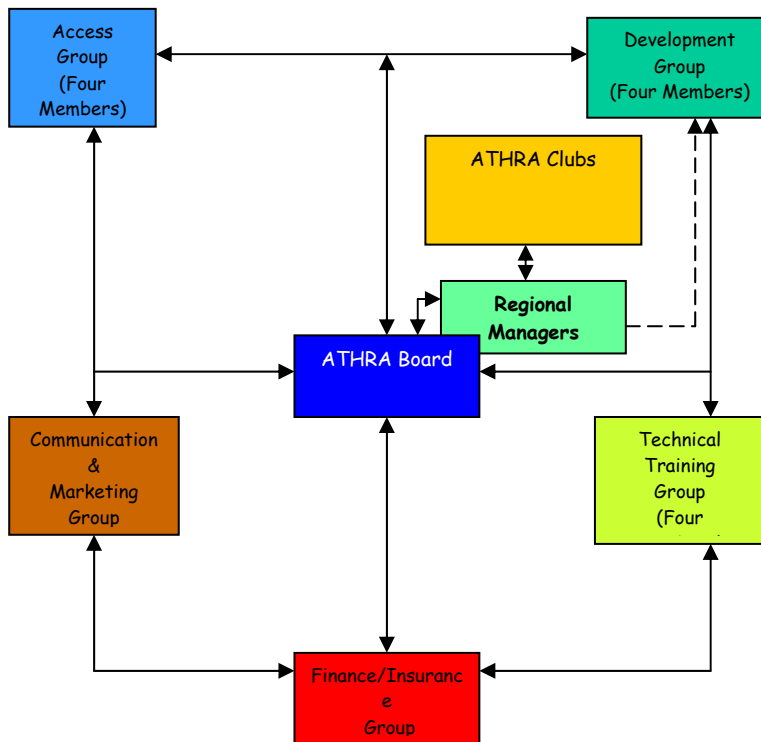 Access
Group
(Four
Members)
Development
Group
(Four Members)
ATHRA Clubs
Regional
Managers
ATHRA Board
Communication
&
Marketing
Group
Technical
Training
Group
(Four
Finance/Insuranc
e
Group